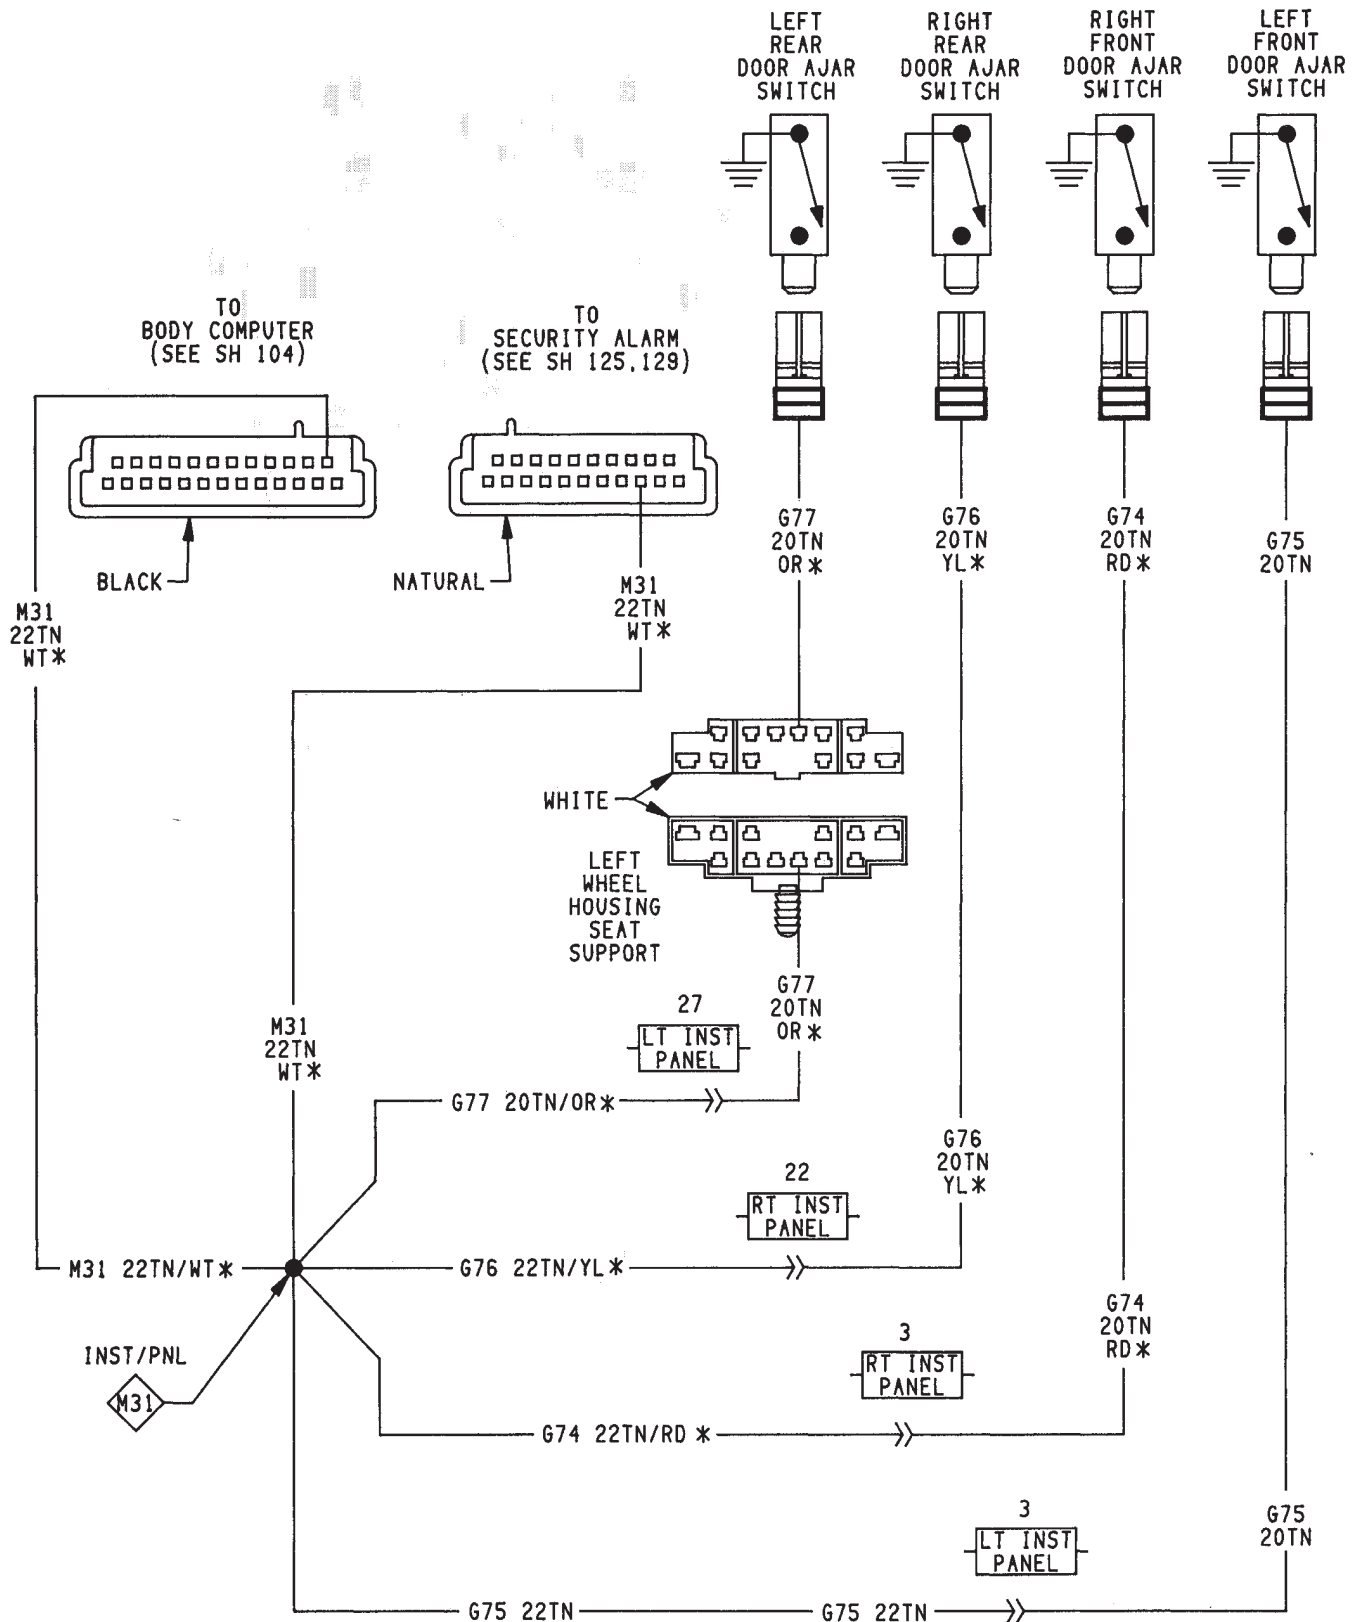 LEFT
REAR
DOOR AJAR
SWITCH
RIGHT
REAR
DOOR AJAR
SWITCH
RIGHT
FRONT
DOOR AJAR
SWITCH
LEFT
FRONT
DOOR AJAR
SWITCH
TO
BODY COMPUTER
(SEE SH 104)
TO
SECURITY ALARM
(SEE SH 125,129)
BLACK
NATURAL
G77
20TN
OR*
G76
20TN
YL*
G74
20TN
RD*
G75
20TN
M31
22TN
WT*
M31
22TN
WT*
WHITE
LEFT
WHEEL
HOUSING
SEAT
SUPPORT
G77
20TN
OR*
27
LT INST
PANEL
M31
22TN
WT*
G77 20TN/OR*
G76
20TN
YL*
22
RT INST
PANEL
M31 22TN/WT*
G76 22TN/YL*
G74
20TN
RD*
INST/PNL
M31
3
RT INST
PANEL
G74 22TN/RD *
3
LT INST
PANEL
G75
20TN
G75 22TN
G75 22TN